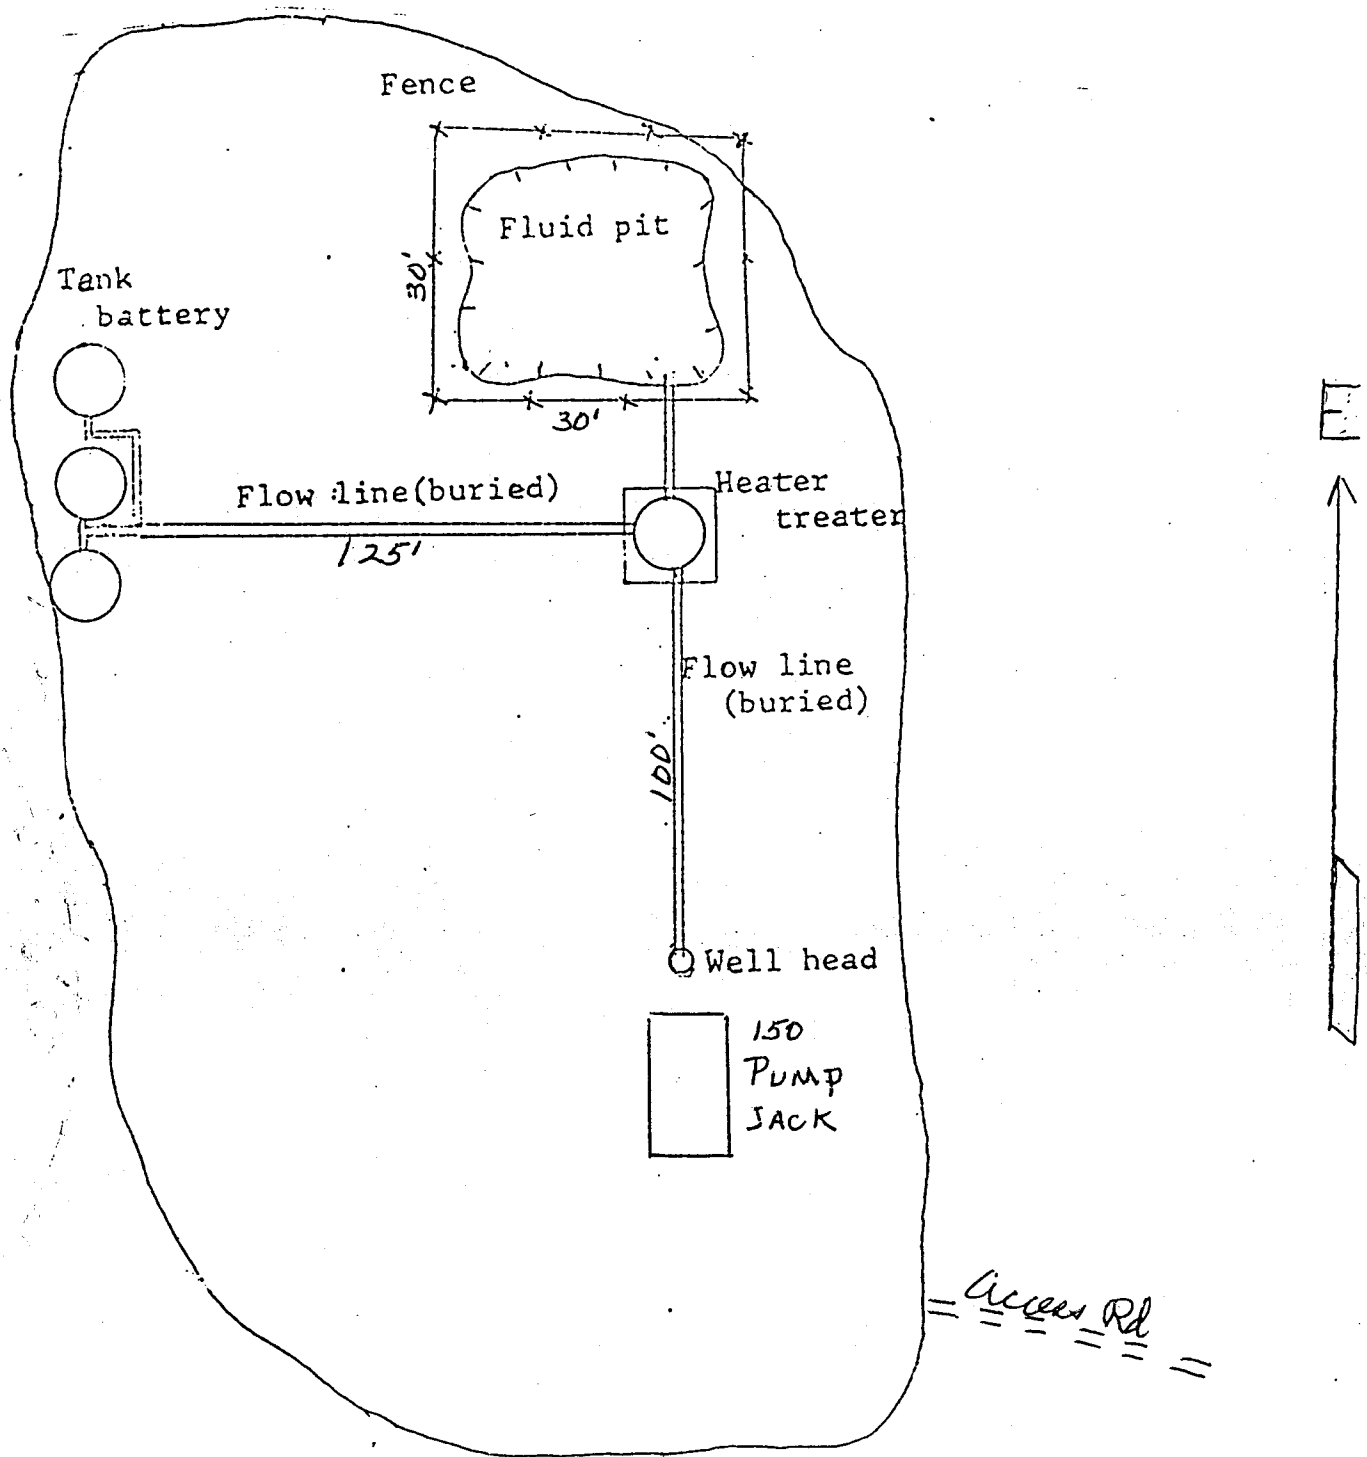 Fence
Fluid pit
30'
Tank
battery
30'
Flow line(buried)
125'
Heater
treater
Flow line
(buried)
100'
Well head
150
PUMP
JACK
Access Rd